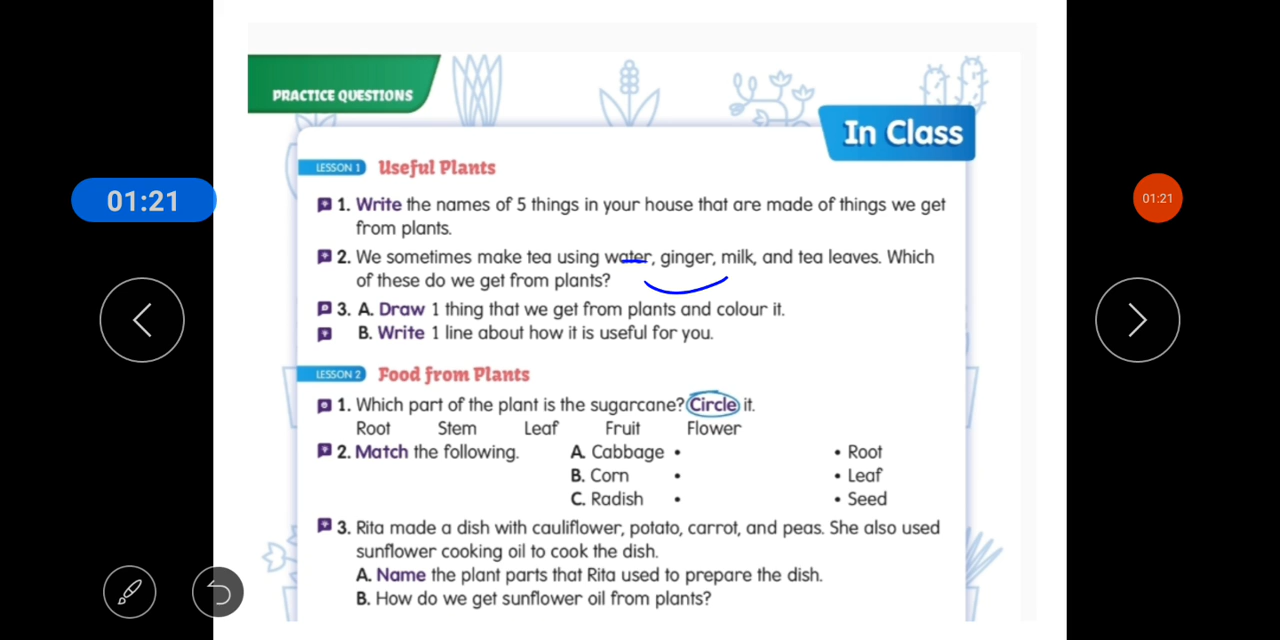 PRACTICE QUESTIONS
In Class
LESSON 1 Useful Plants
01:21
01:21
1. Write the names of 5 things in your house that are made of things we get
from plants.
2. We sometimes make tea using water, ginger, milk, and tea leaves. Which
of these do we get from plants?
3. A. Draw 1 thing that we get from plants and colour it.
B. Write 1 line about how it is useful for you.
LESSON 2 Food from Plants
1. Which part of the plant is the sugarcane? Circle it.
Root Stem Leaf Fruit Flower
2. Match the following. A. Cabbage • • Root
B. Corn • • Leaf
C. Radish • • Seed
3. Rita made a dish with cauliflower, potato, carrot, and peas. She also used
sunflower cooking oil to cook the dish.
A. Name the plant parts that Rita used to prepare the dish.
B. How do we get sunflower oil from plants?